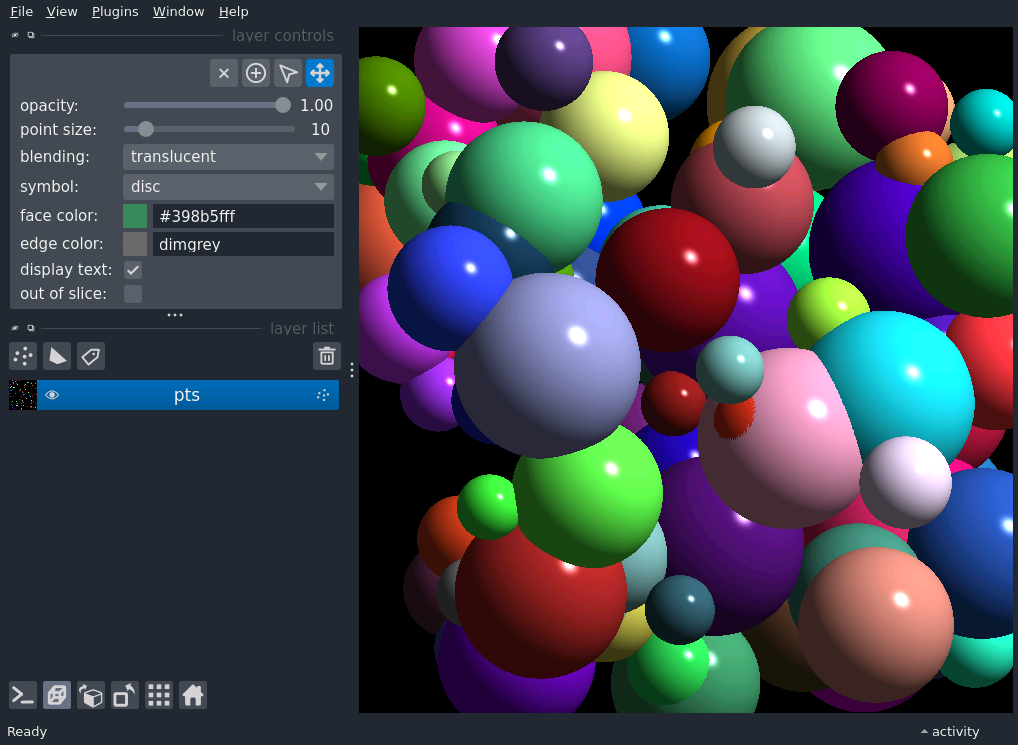 File View Plugins Window Help
layer controls
opacity: 1.00
point size: 10
blending: translucent
symbol: disc
face color: #398b5fff
edge color: dimgrey
display text:
out of slice:
layer list
pts
Ready
activity